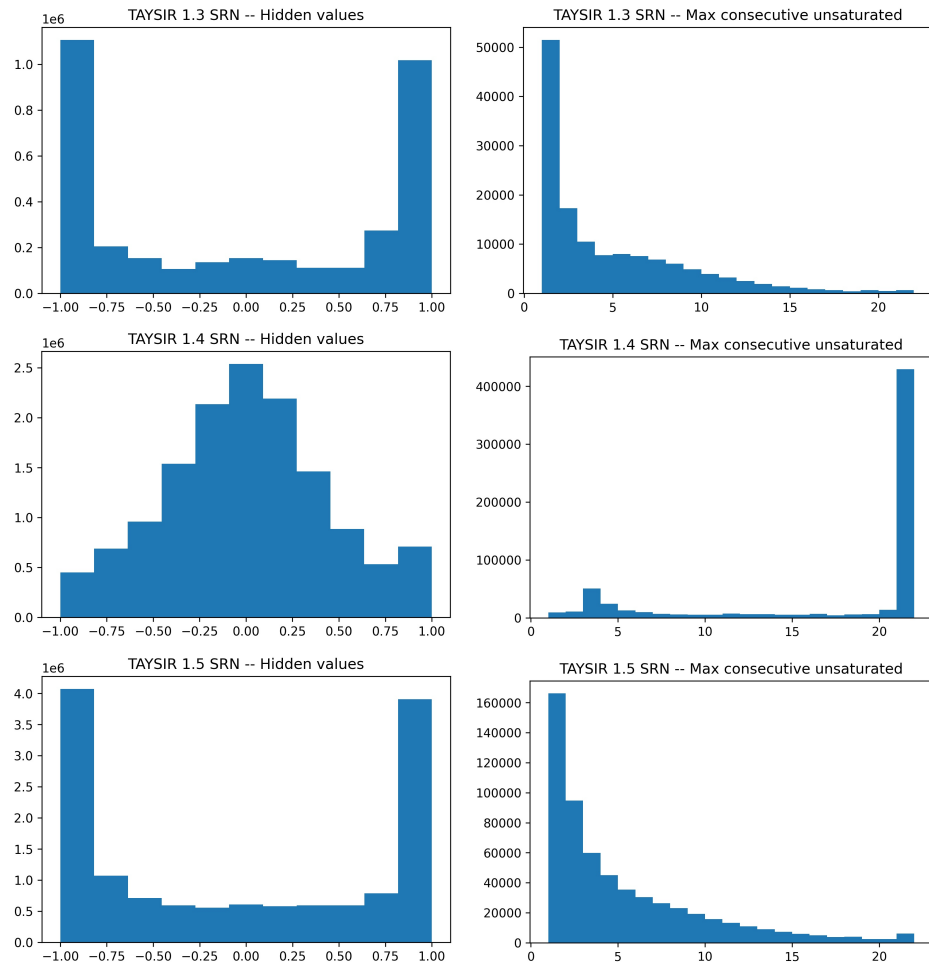 TAYSIR 1.3 SRN -- Hidden values
1e6
1.0
0.8
0.6
0.4
0.2
0.0
−1.00 −0.75 −0.50 −0.25 0.00 0.25 0.50 0.75 1.00
TAYSIR 1.3 SRN -- Max consecutive unsaturated
50000
40000
30000
20000
10000
0
0 5 10 15 20
TAYSIR 1.4 SRN -- Hidden values
1e6
2.5
2.0
1.5
1.0
0.5
0.0
−1.00 −0.75 −0.50 −0.25 0.00 0.25 0.50 0.75 1.00
TAYSIR 1.4 SRN -- Max consecutive unsaturated
400000
300000
200000
100000
0
0 5 10 15 20
TAYSIR 1.5 SRN -- Hidden values
1e6
4.0
3.5
3.0
2.5
2.0
1.5
1.0
0.5
0.0
−1.00 −0.75 −0.50 −0.25 0.00 0.25 0.50 0.75 1.00
TAYSIR 1.5 SRN -- Max consecutive unsaturated
160000
140000
120000
100000
80000
60000
40000
20000
0
0 5 10 15 20